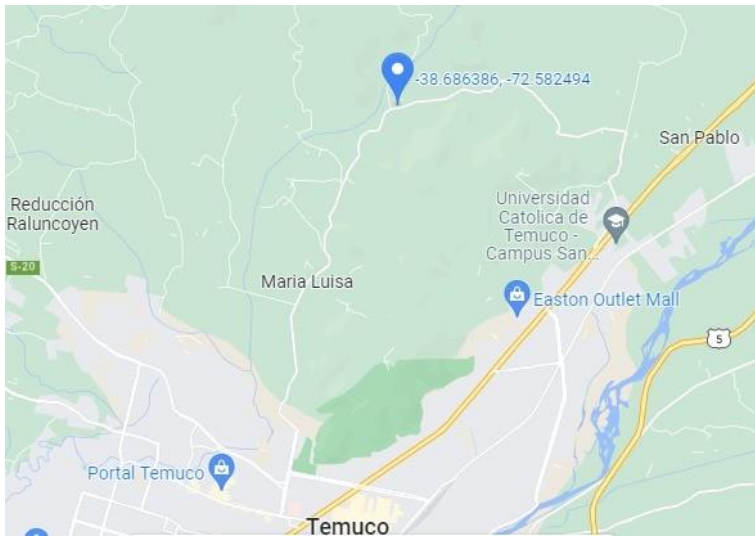 -38.686386, -72.582494
San Pablo
Universidad
Catolica de
Temuco -
Campus San...
Reducción
Raluncoyen
S-20
Maria Luisa
Easton Outlet Mall
5
Portal Temuco
Temuco